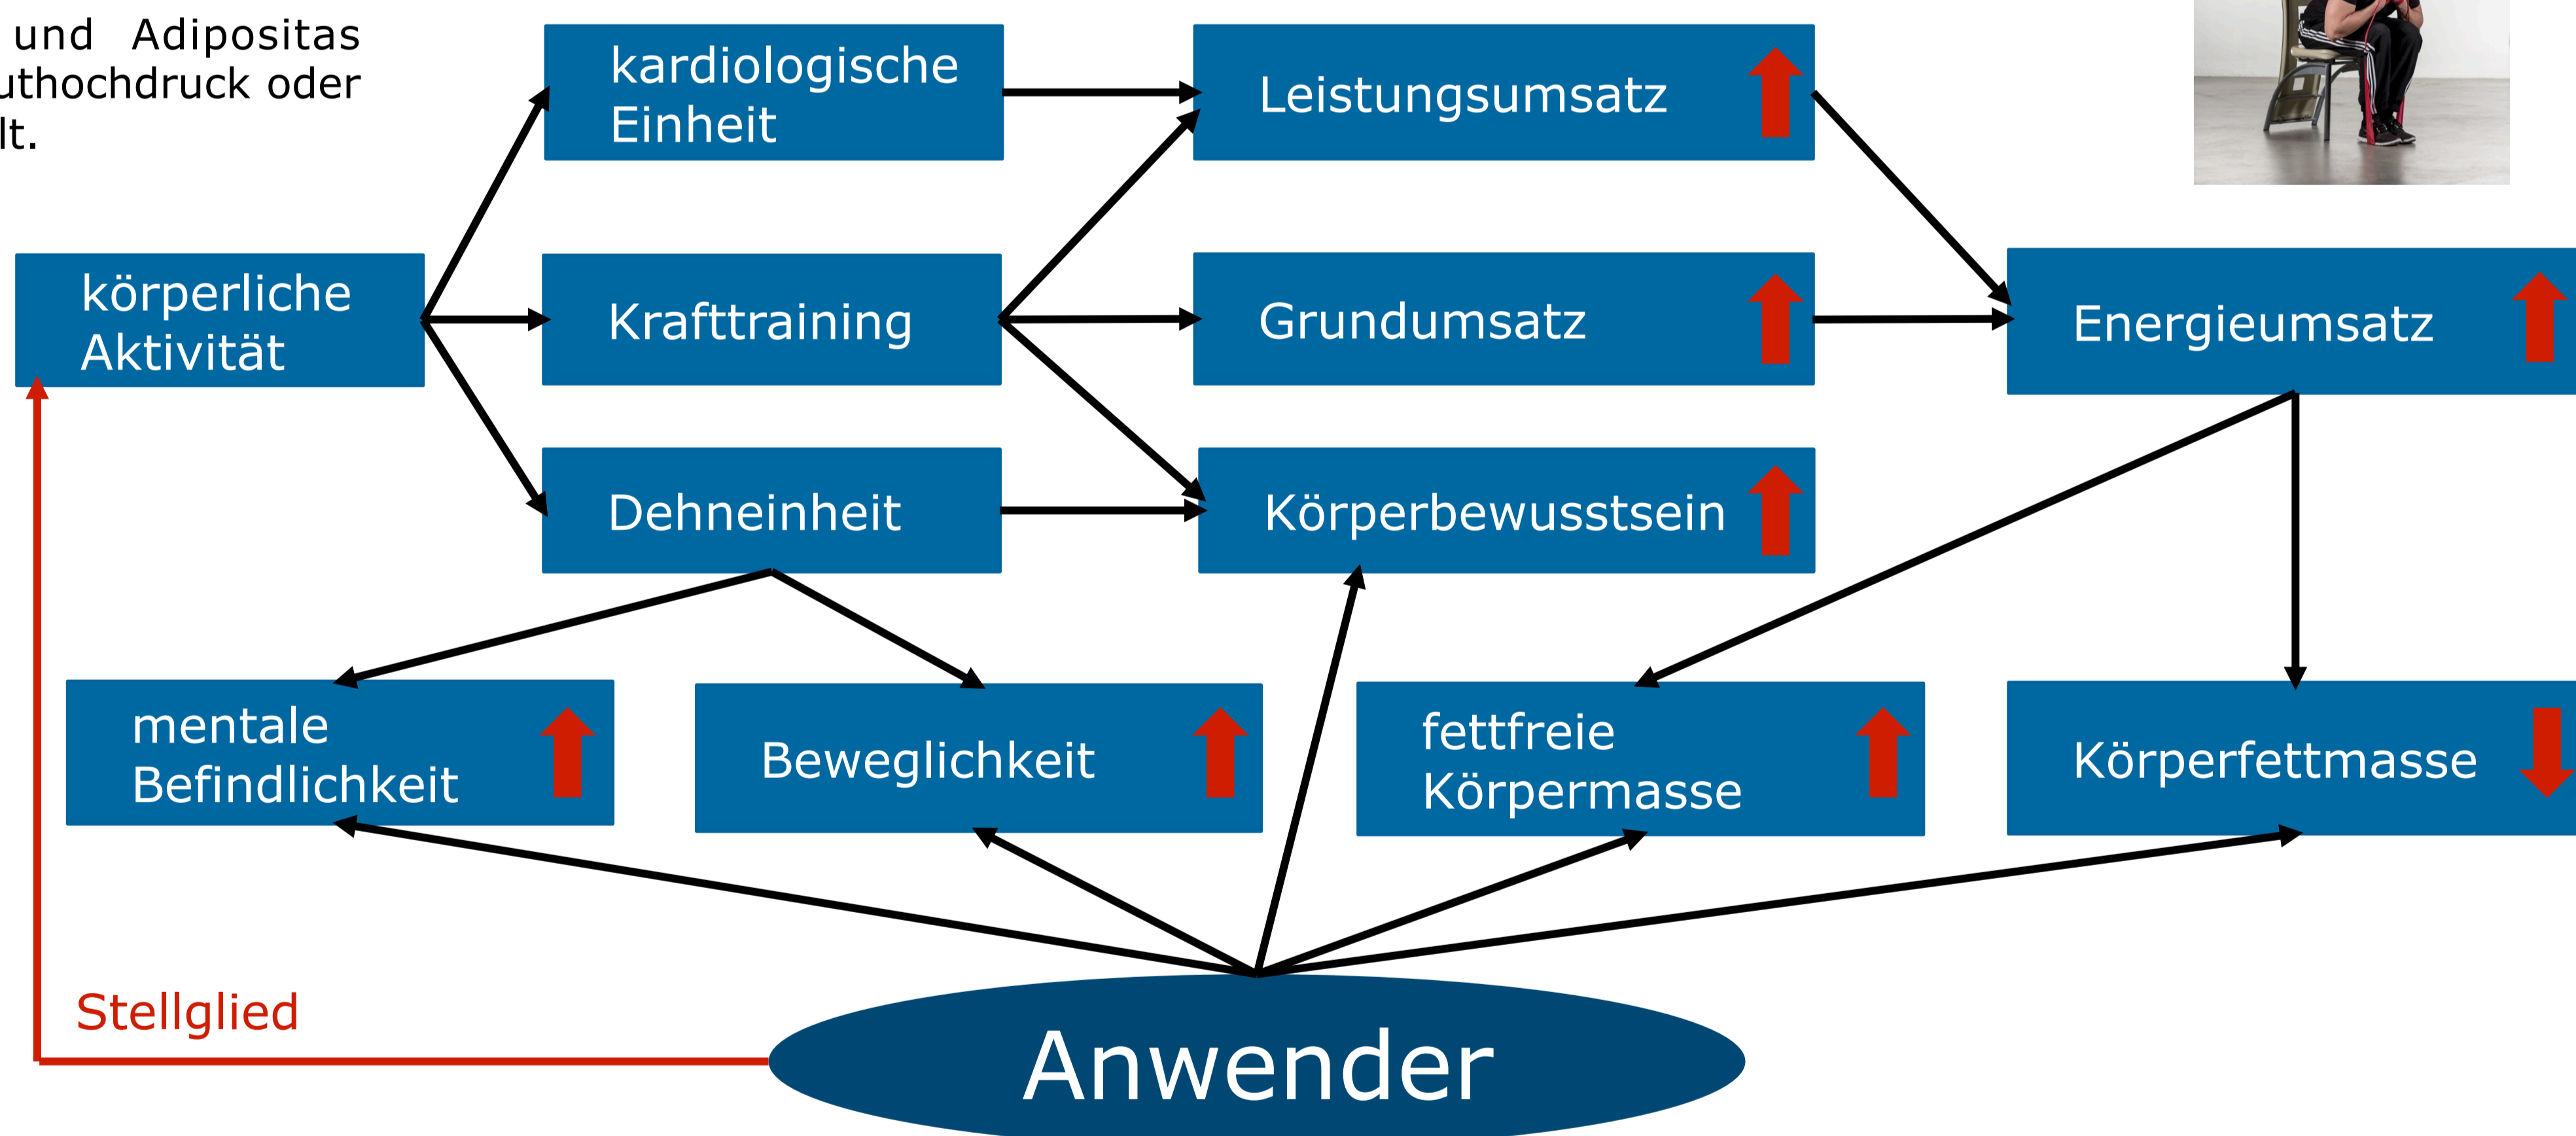 und Adipositas
uthochdruck oder
lt.
kardiologische
Einheit
Leistungsumsatz
körperliche
Aktivität
Krafttraining
Grundumsatz
Energieumsatz
Dehneinheit
Körperbewusstsein
mentale
Befindlichkeit
Beweglichkeit
fettfreie
Körpermasse
Körperfettmasse
Stellglied
Anwender